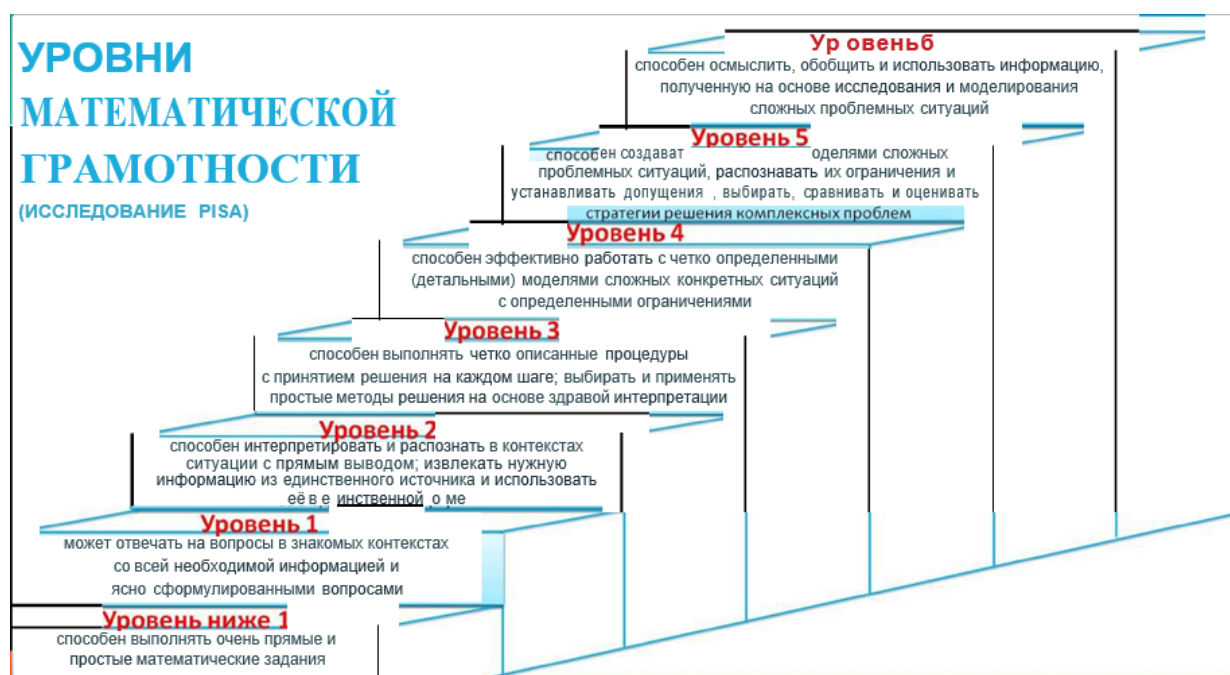 УРОВНИ
МАТЕМАТИЧЕСКОЙ
ГРАМОТНОСТИ
(ИССЛЕДОВАНИЕ PISA)
Ур овень6
способен осмыслить, обобщить и использовать информацию,
полученную на основе исследования и моделирования
сложных проблемных ситуаций
Уровень 5
способен создават оделями сложных
проблемных ситуаций, распознавать их ограничения и
устанавливать допущения , выбирать, сравнивать и оценивать
стратегии решения комплексных проблем
Уровень 4
способен эффективно работать с четко определенными
(детальными) моделями сложных конкретных ситуаций
с определенными ограничениями
Уровень 3
способен выполнять четко описанные процедуры
с принятием решения на каждом шаге; выбирать и применять
простые методы решения на основе здравой интерпретации
Уровень 2
способен интерпретировать и распознать в контекстах
ситуации с прямым выводом; извлекать нужную
информацию из единственного источника и использовать
её в е инственной о ме
Уровень 1
может отвечать на вопросы в знакомых контекстах
со всей необходимой информацией и
ясно сформулированными вопросами
Уровень ниже 1
способен выполнять очень прямые и
простые математические задания